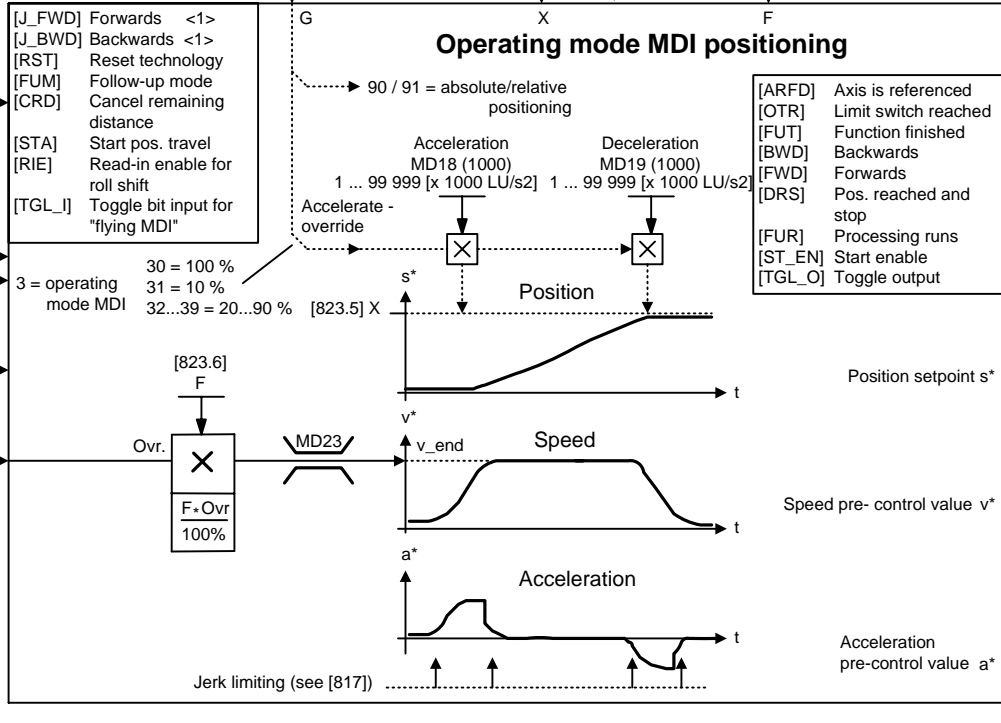 [J_FWD] Forwards <1>
[J_BWD] Backwards <1>
[RST] Reset technology
[FUM] Follow-up mode
[CRD] Cancel remaining
distance
[STA] Start pos. travel
[RIE] Read-in enable for
roll shift
[TGL_I] Toggle bit input for
"flying MDI"
G
X
F
Operating mode MDI positioning
90 / 91 = absolute/relative
positioning
[ARFD] Axis is referenced
[OTR] Limit switch reached
[FUT] Function finished
[BWD] Backwards
[FWD] Forwards
[DRS] Pos. reached and
stop
[FUR] Processing runs
[ST_EN] Start enable
[TGL_O] Toggle output
Acceleration
MD18 (1000)
1 ... 99 999 [x 1000 LU/s2]
Deceleration
MD19 (1000)
1 ... 99 999 [x 1000 LU/s2]
Accelerate -
override
3 = operating
mode MDI
30 = 100 %
31 = 10 %
32...39 = 20...90 %
[823.5] X
s*
Position
t
Position setpoint s*
[823.6]
F
Ovr.
F*Ovr
100%
MD23
v*
v_end
Speed
t
Speed pre- control value v*
a*
Acceleration
t
Acceleration
pre-control value a*
Jerk limiting (see [817])